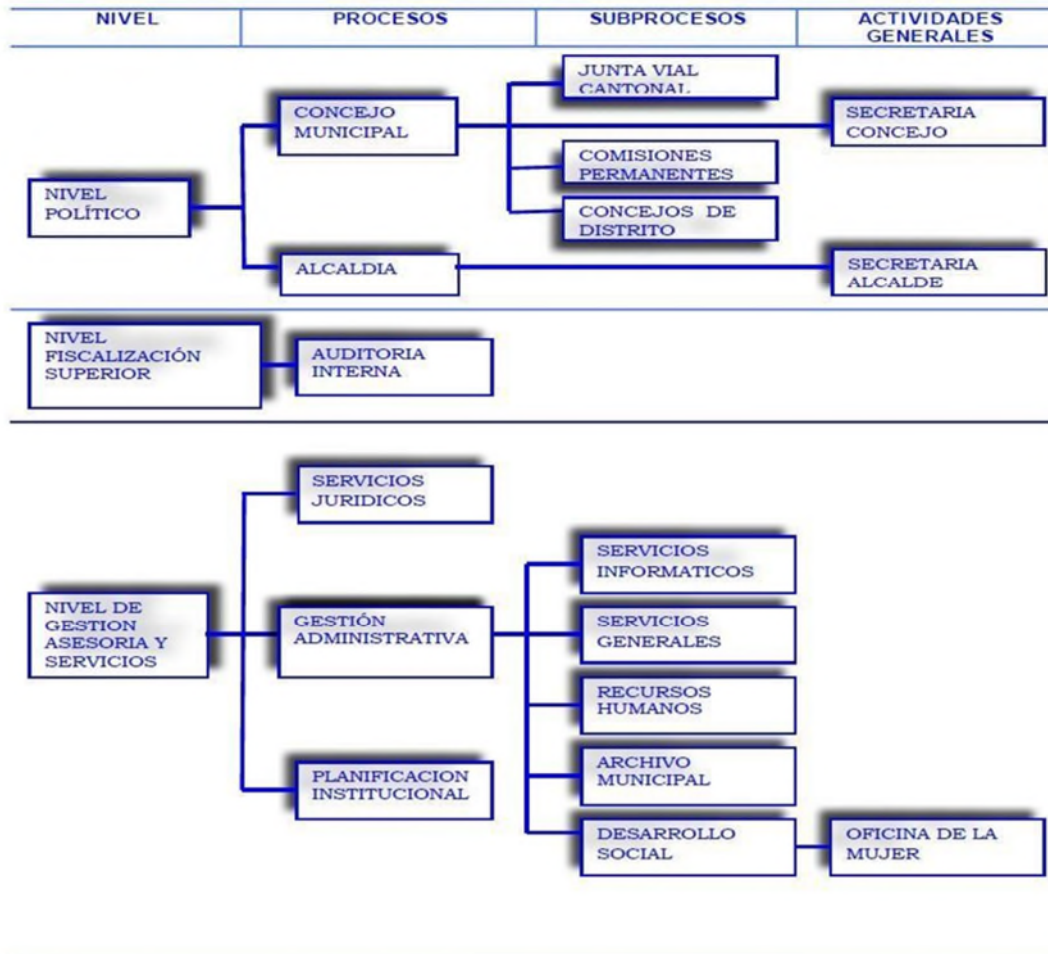 NIVEL
PROCESOS
SUBPROCESOS
ACTIVIDADES
GENERALES
NIVEL
POLÍTICO
CONCEJO
MUNICIPAL
JUNTA VIAL
CANTONAL
COMISIONES
PERMANENTES
CONCEJOS DE
DISTRITO
SECRETARIA
CONCEJO
ALCALDIA
SECRETARIA
ALCALDE
NIVEL
FISCALIZACIÓN
SUPERIOR
AUDITORIA
INTERNA
NIVEL DE
GESTION
ASESORIA Y
SERVICIOS
SERVICIOS
JURIDICOS
GESTIÓN
ADMINISTRATIVA
PLANIFICACION
INSTITUCIONAL
SERVICIOS
INFORMATICOS
SERVICIOS
GENERALES
RECURSOS
HUMANOS
ARCHIVO
MUNICIPAL
DESARROLLO
SOCIAL
OFICINA DE LA
MUJER